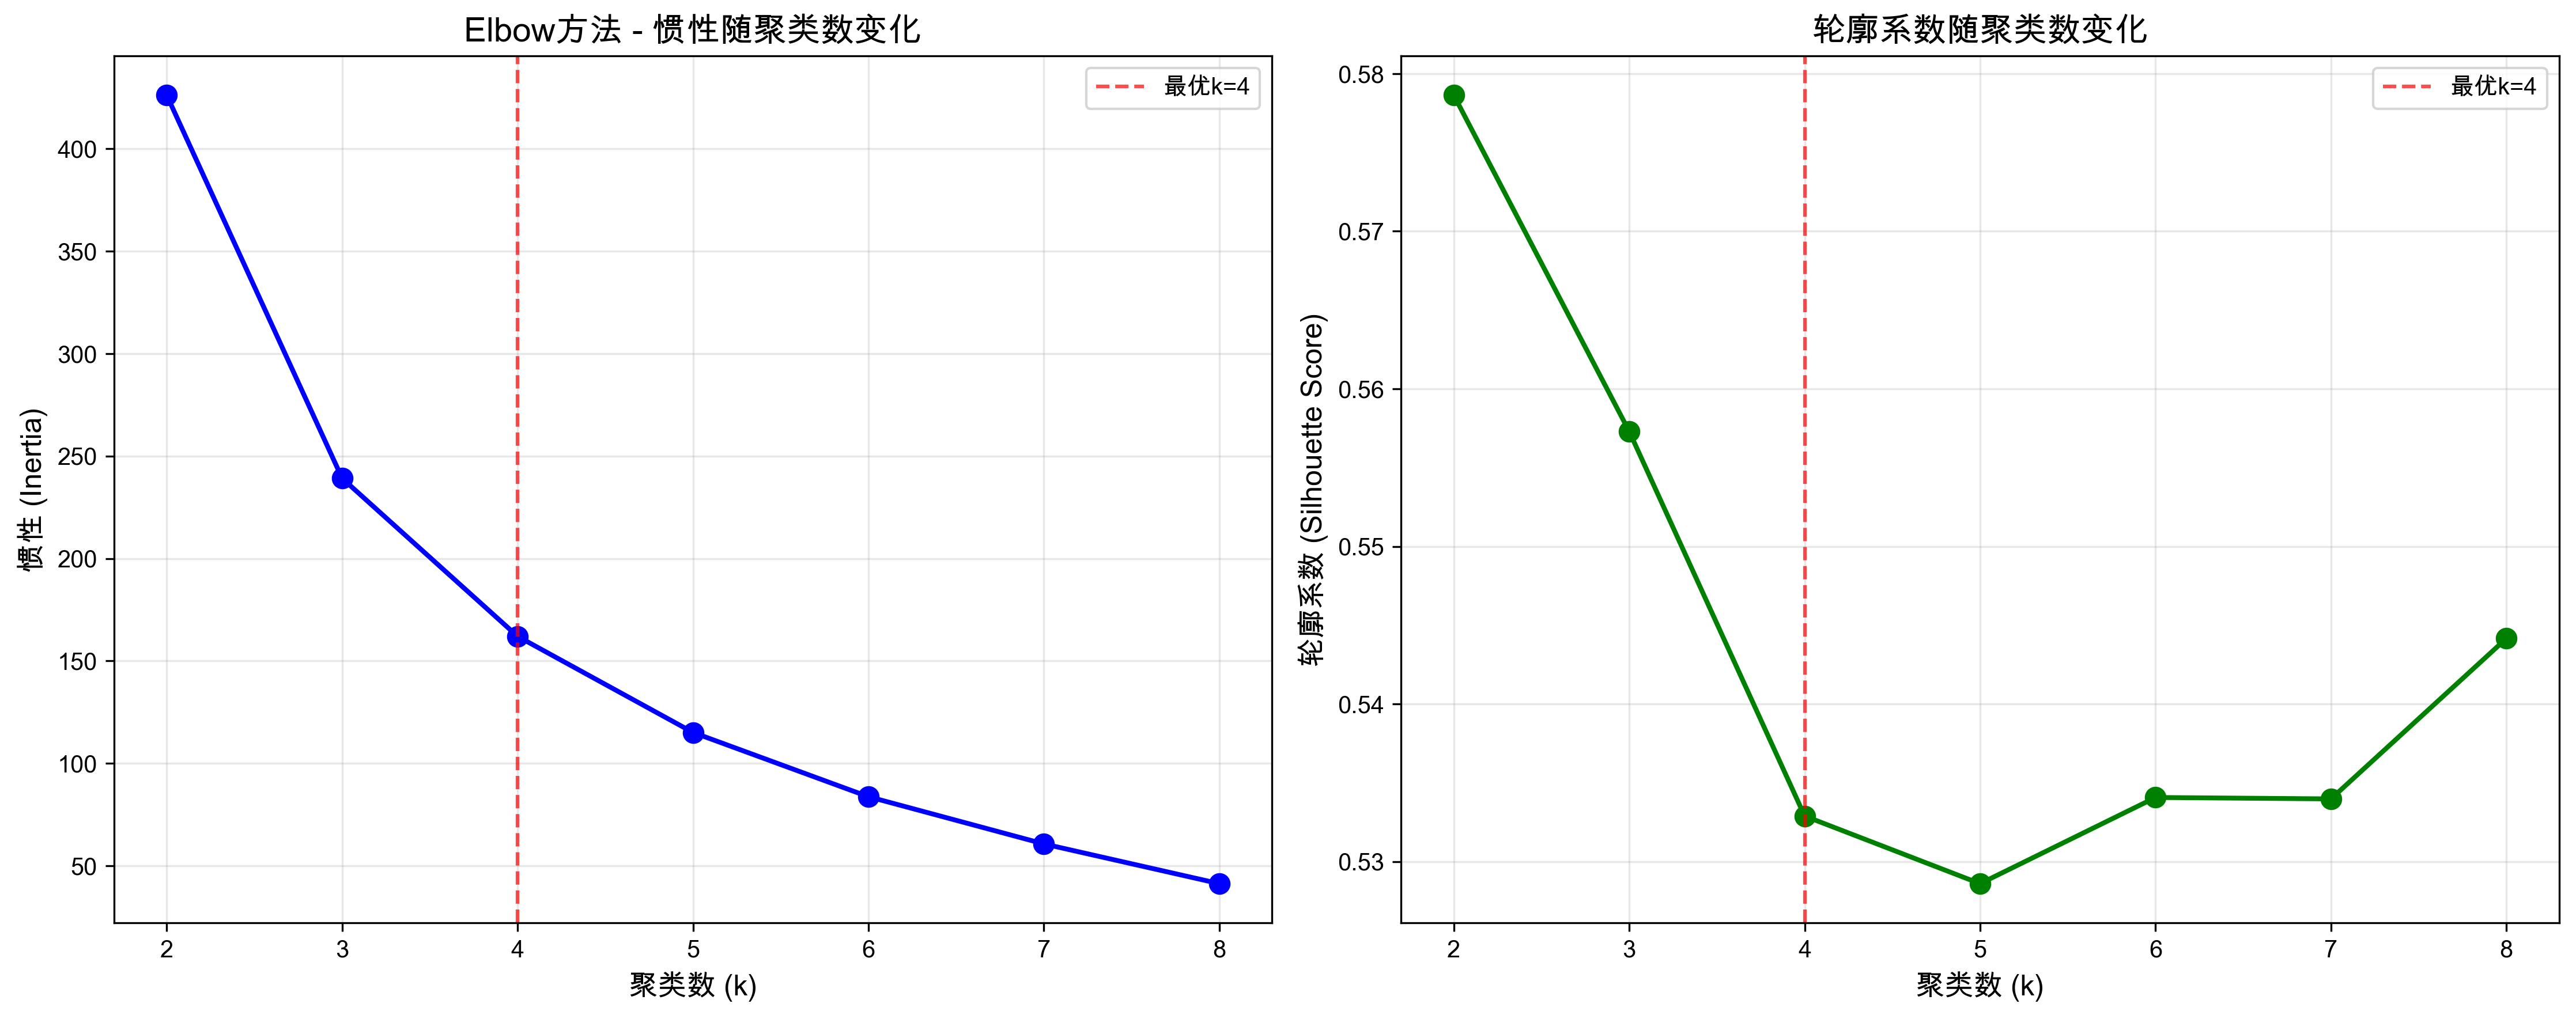 Elbow方法 - 惯性随聚类数变化
最优k=4
惯性 (Inertia)
400
350
300
250
200
150
100
50
2 3 4 5 6 7 8
聚类数 (k)
轮廓系数随聚类数变化
最优k=4
轮廓系数 (Silhouette Score)
0.58
0.57
0.56
0.55
0.54
0.53
2 3 4 5 6 7 8
聚类数 (k)